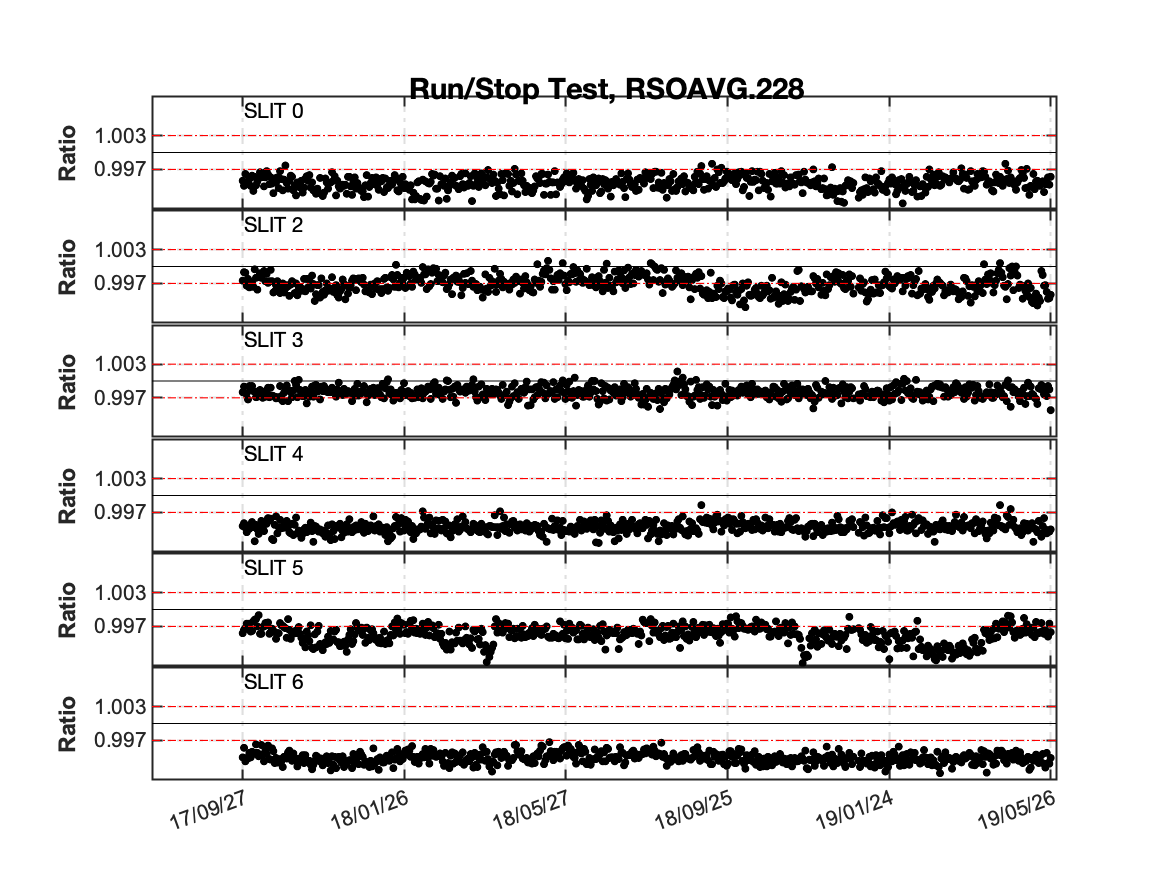 Run/Stop Test, RSOAVG.228
SLIT 0
1.003
0.997
Ratio
SLIT 2
1.003
0.997
Ratio
SLIT 3
1.003
0.997
Ratio
SLIT 4
1.003
0.997
Ratio
SLIT 5
1.003
0.997
Ratio
SLIT 6
1.003
0.997
Ratio
17/09/27 18/01/26 18/05/27 18/09/25 19/01/24 19/05/26